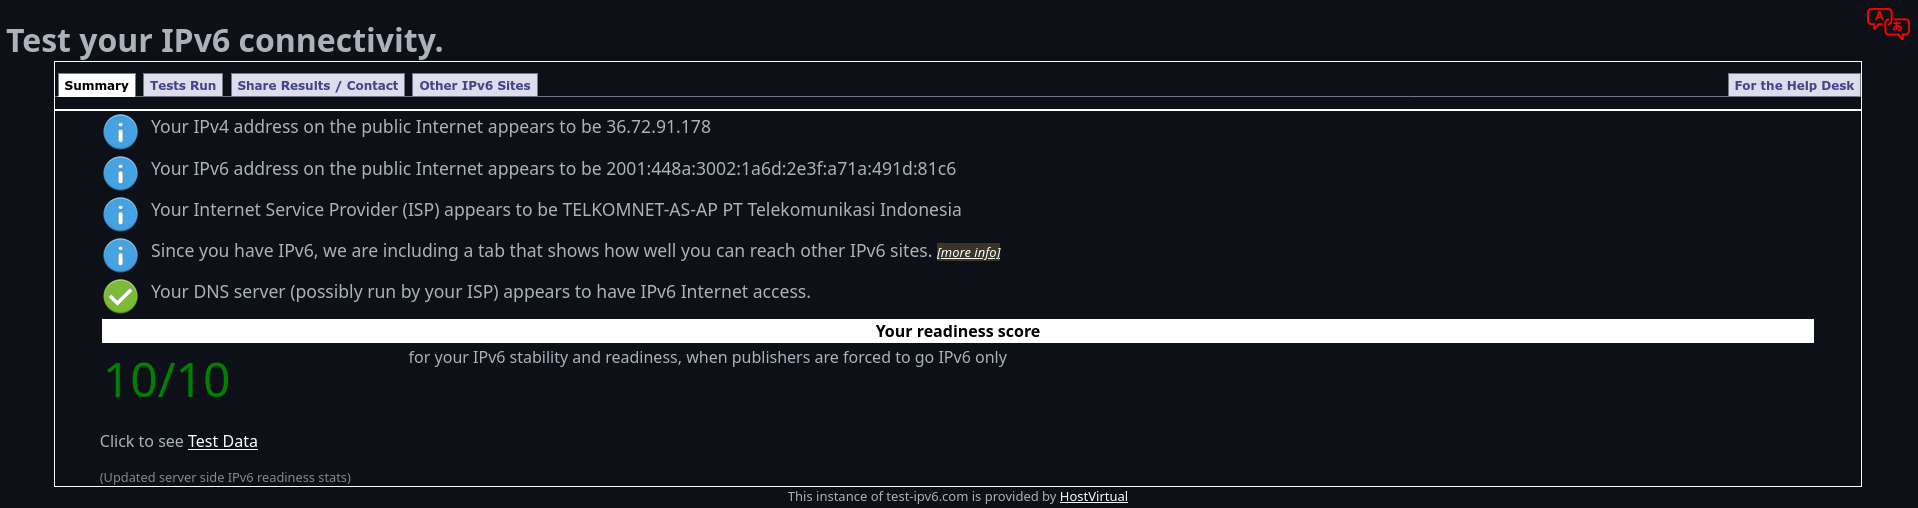 Test your IPv6 connectivity.
A あ
Summary Tests Run Share Results / Contact Other IPv6 Sites For the Help Desk
Your IPv4 address on the public Internet appears to be 36.72.91.178
Your IPv6 address on the public Internet appears to be 2001:448a:3002:1a6d:2e3f:a71a:491d:81c6
Your Internet Service Provider (ISP) appears to be TELKOMNET-AS-AP PT Telekomunikasi Indonesia
Since you have IPv6, we are including a tab that shows how well you can reach other IPv6 sites. [more info]
Your DNS server (possibly run by your ISP) appears to have IPv6 Internet access.
Your readiness score
10/10 for your IPv6 stability and readiness, when publishers are forced to go IPv6 only
Click to see Test Data
(Updated server side IPv6 readiness stats)
This instance of test-ipv6.com is provided by HostVirtual